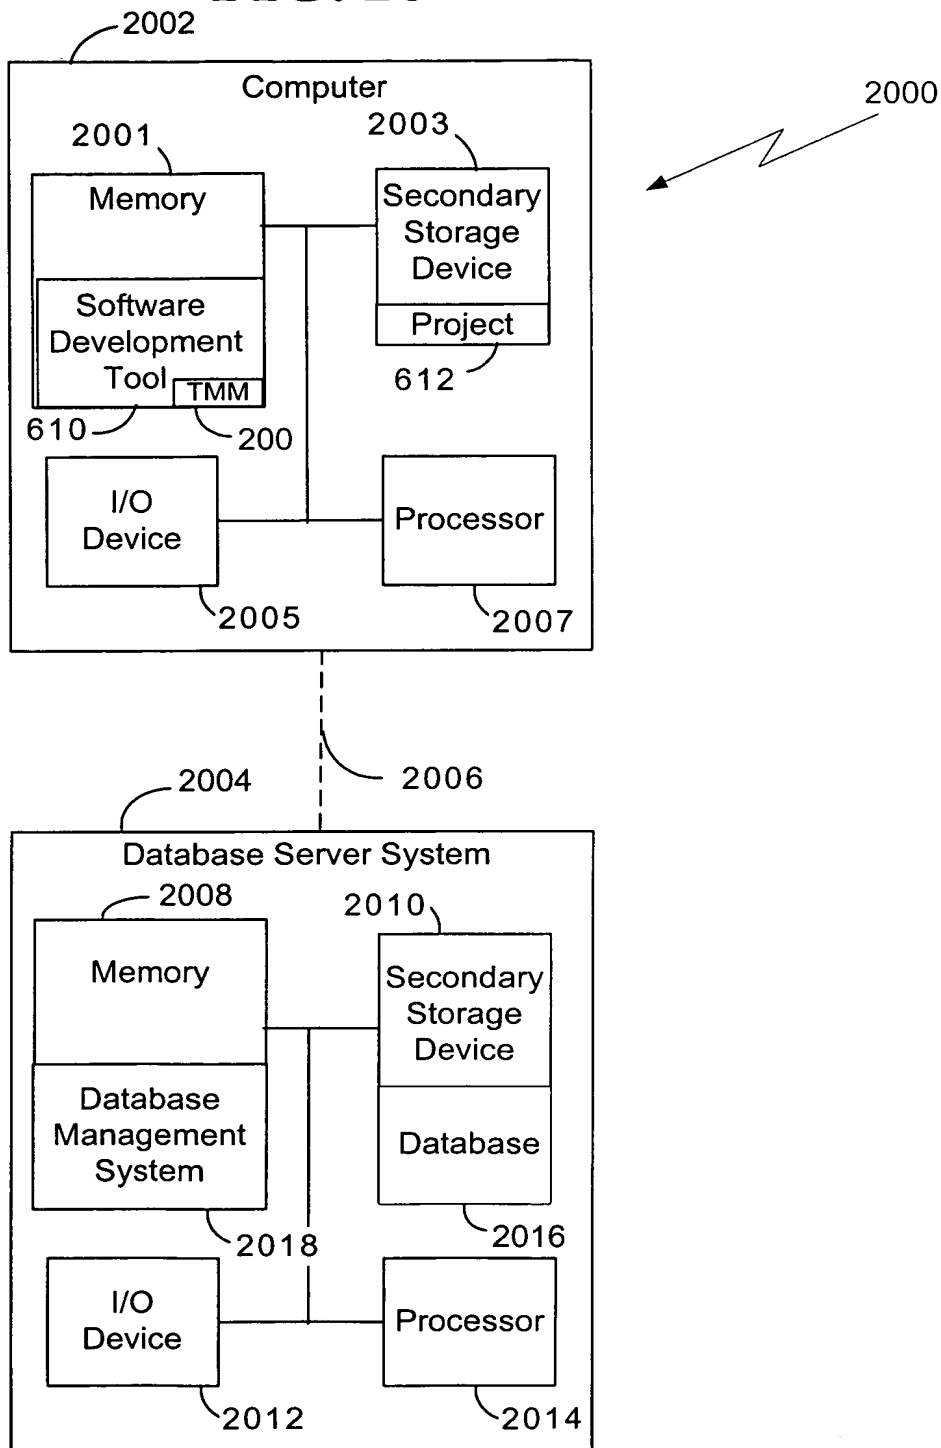 2002
Computer
2000
2001
2003
Memory
Secondary
Storage
Device
Software
Development
Tool
TMM
Project
612
610
200
I/O
Device
Processor
2005
2007
2006
2004
Database Server System
2008
2010
Memory
Secondary
Storage
Device
Database
Management
System
Database
2018
2016
I/O
Device
Processor
2012
2014